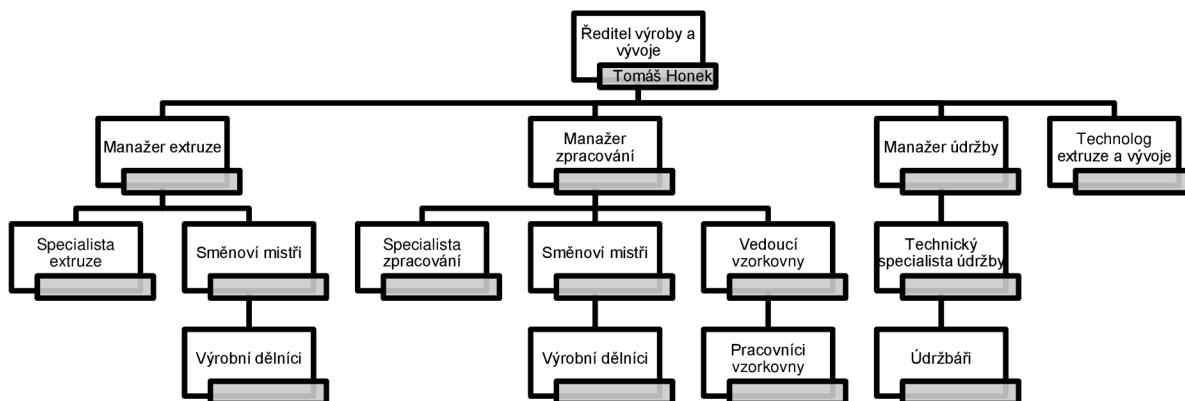 Ředitel výroby a
vývoje
Tomáš Honek
Manažer extruze
Manažer
zpracování
Manažer údržby
Technolog
extruze a vývoje
Specialista
extruze
Směnoví mistři
Specialista
zpracování
Směnoví mistři
Vedoucí
vzorkovny
Technický
specialista údržby
Výrobní dělníci
Výrobní dělníci
Pracovníci
vzorkovny
Údržbáři